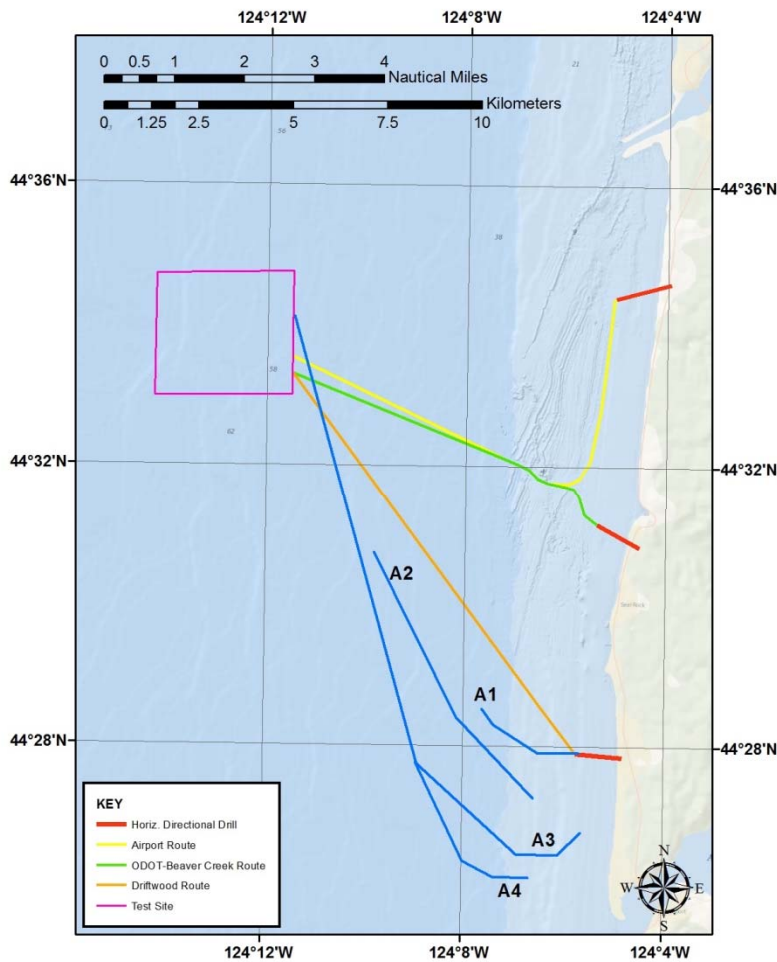 124°12'W 124°8'W 124°4'W
0 0.5 1 2 3 4
Nautical Miles
Kilometers
0 1.25 2.5 5 7.5 10
44°36'N 44°36'N
38
58
62
44°32'N 44°32'N
A2
A1
44°28'N 44°28'N
A3
A4
KEY
Horiz. Directional Drill
Airport Route
ODOT-Beaver Creek Route
Driftwood Route
Test Site
N
W E
S
124°12'W 124°8'W 124°4'W